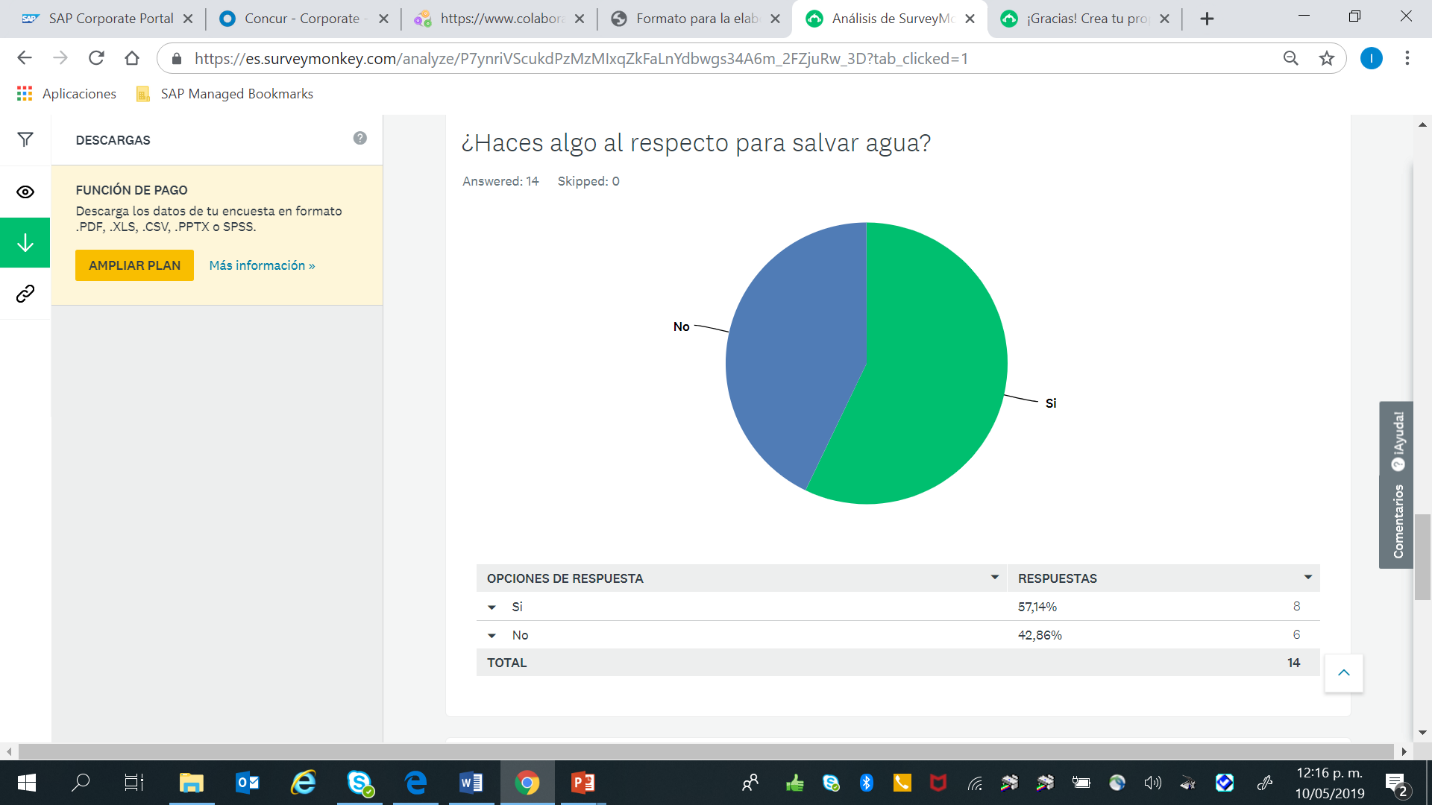 SAP SAP Corporate Portal
Concur - Corporate -
https://www.colabora
Formato para la elab
Análisis de SurveyMo
¡Gracias! Crea tu pro
https://es.surveymonkey.com/analyze/P7ynriVScukdPzMzMIxqZkFaLnYdbwgs34A6m_2FZjuRw_3D?tab_clicked=1
I
Aplicaciones
SAP Managed Bookmarks
DESCARGAS
?
FUNCIÓN DE PAGO
Descarga los datos de tu encuesta en formato
.PDF, .XLS, .CSV, .PPTX o SPSS.
AMPLIAR PLAN
Más información »
¿Haces algo al respecto para salvar agua?
Answered: 14 Skipped: 0
No
Si
OPCIONES DE RESPUESTA RESPUESTAS
Si 57,14% 8
No 42,86% 6
TOTAL 14
Comentarios ? ¡Ayuda!
12:16 p. m.
10/05/2019
2